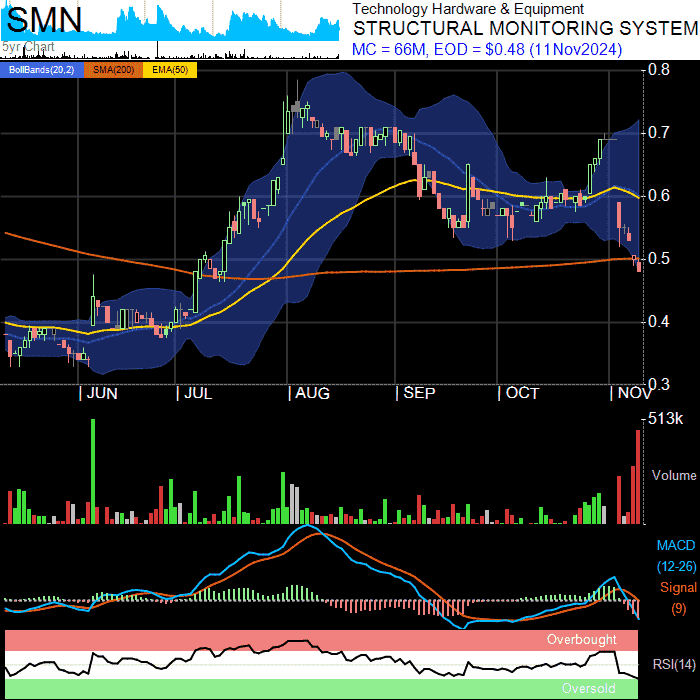 SMN
5yr Chart
Technology Hardware & Equipment
STRUCTURAL MONITORING SYSTEM
MC = 66M, EOD = $0.48 (11Nov2024)
BollBands(20,2) SMA(200) EMA(50)
0.8
0.7
0.6
0.5
0.4
0.3
JUN JUL AUG SEP OCT NOV
513k
Volume
MACD
(12-26)
Signal
(9)
Overbought
RSI(14)
Oversold